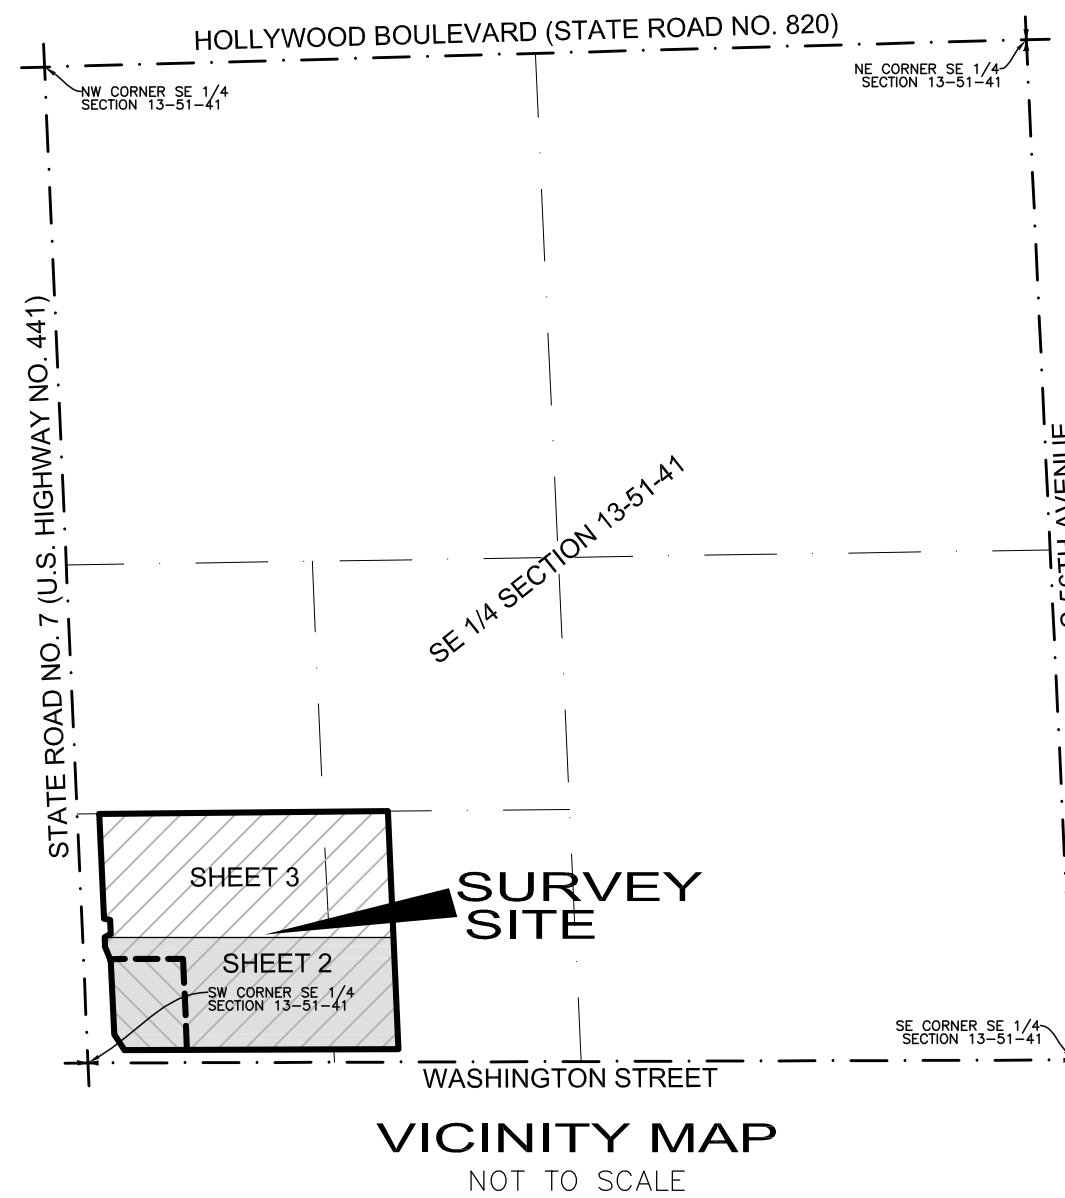 HOLLYWOOD BOULEVARD (STATE ROAD NO. 820)
NW CORNER SE 1/4
SECTION 13-51-41
NE CORNER SE 1/4
SECTION 13-51-41
STATE ROAD NO. 7 (U.S. HIGHWAY NO. 441)
SE 1/4 SECTION 13-51-41
AVENUE
SHEET 3
SURVEY
SITE
SHEET 2
SW CORNER SE 1/4
SECTION 13-51-41
SE CORNER SE 1/4
SECTION 13-51-41
WASHINGTON STREET
VICINITY MAP
NOT TO SCALE